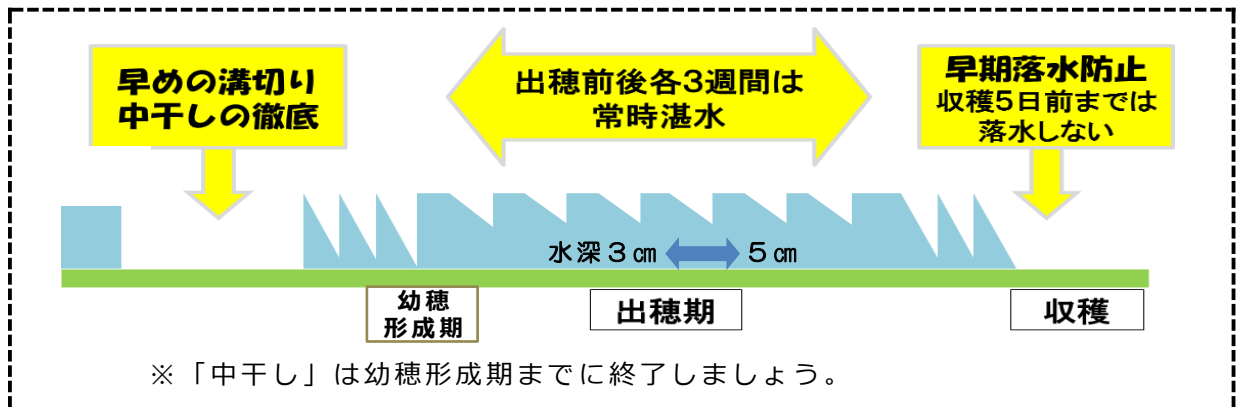 早めの溝切り
中干しの徹底
出穂前後各3週間は
常時湛水
早期落水防止
収穫5日前までは
落水しない
水深3㎝ 5㎝
幼穂
形成期
出穂期
収穫
※「中干し」は幼穂形成期までに終了しましょう。